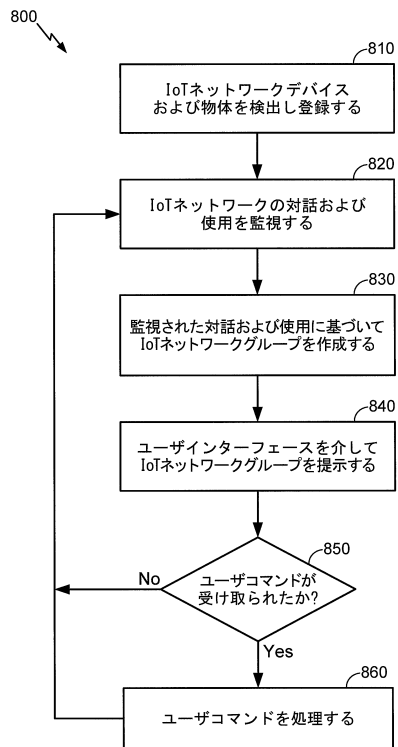 800
810
IoTネットワークデバイス
および物体を検出し登録する
820
IoTネットワークの対話および
使用を監視する
830
監視された対話および使用に基づいて
IoTネットワークグループを作成する
840
ユーザインターフェースを介して
IoTネットワークグループを提示する
850
ユーザコマンドが
受け取られたか?
No
Yes
860
ユーザコマンドを処理する